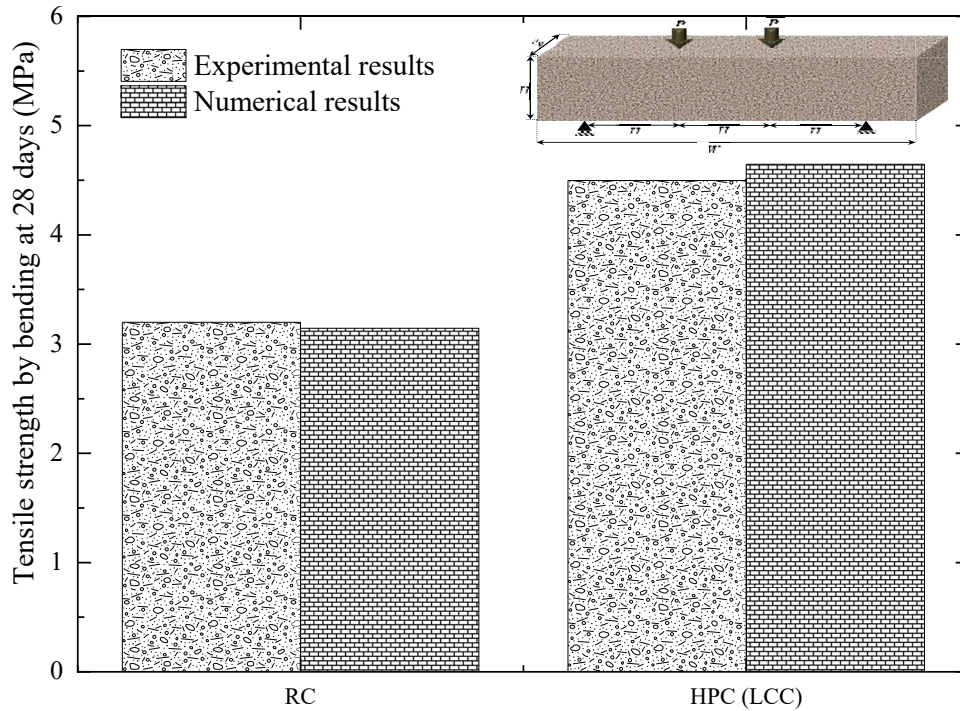 Tensile strength by bending at 28 days (MPa)
6
5
4
3
2
1
0
Experimental results
Numerical results
RC
HPC (LCC)